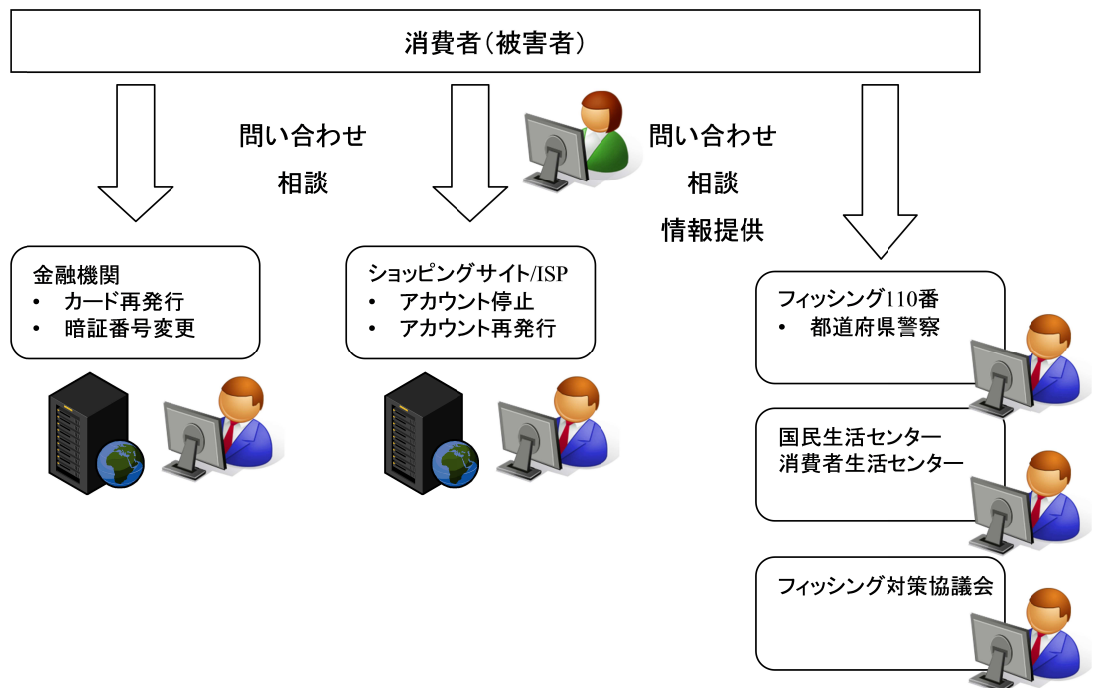 消費者（被害者）
問い合わせ
相談
問い合わせ
相談
情報提供
金融機関
• カード再発行
• 暗証番号変更
ショッピングサイト/ISP
• アカウント停止
• アカウント再発行
フィッシング110番
• 都道府県警察
国民生活センター
消費者生活センター
フィッシング対策協議会